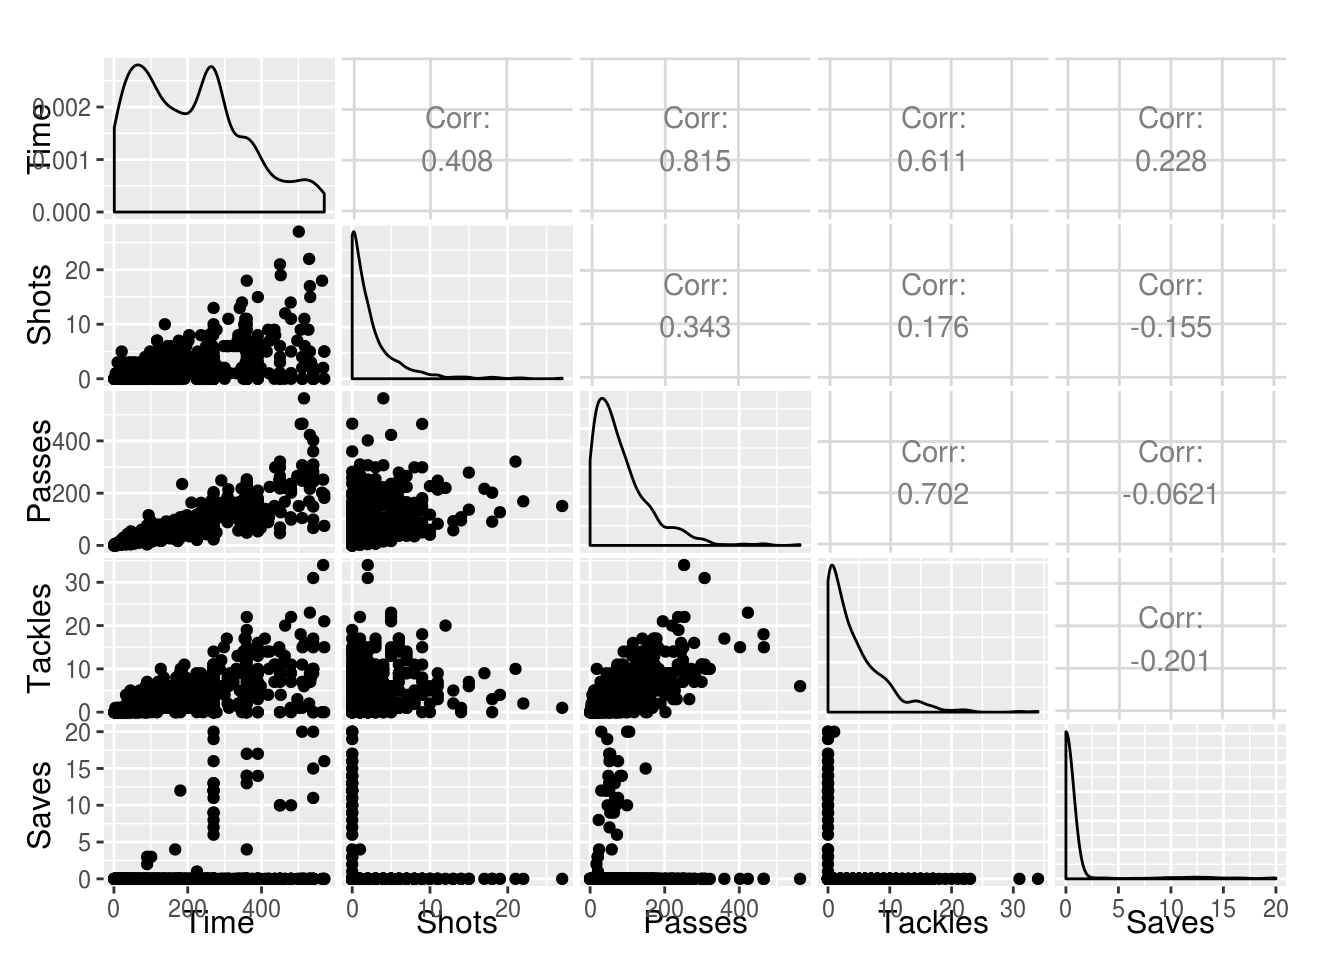 Time
0.002
0.001
0.000
Corr:
0.408
Corr:
0.815
Corr:
0.611
Corr:
0.228
Shots
20
10
0
Corr:
0.343
Corr:
0.176
Corr:
-0.155
Passes
400
200
0
Corr:
0.702
Corr:
-0.0621
Tackles
30
20
10
0
Corr:
-0.201
Saves
20
15
10
5
0
0 200 400
0 10 20
0 200 400
0 10 20 30
0 5 10 15 20
Time Shots Passes Tackles Saves